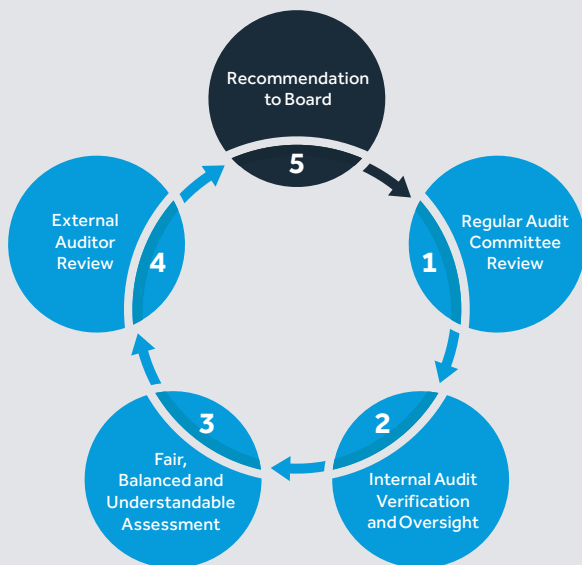 Recommendation
to Board
5
Regular Audit
Committee
Review
1
2
Internal Audit
Verification
and Oversight
3
Fair,
Balanced and
Understandable
Assessment
External
Auditor
Review
4